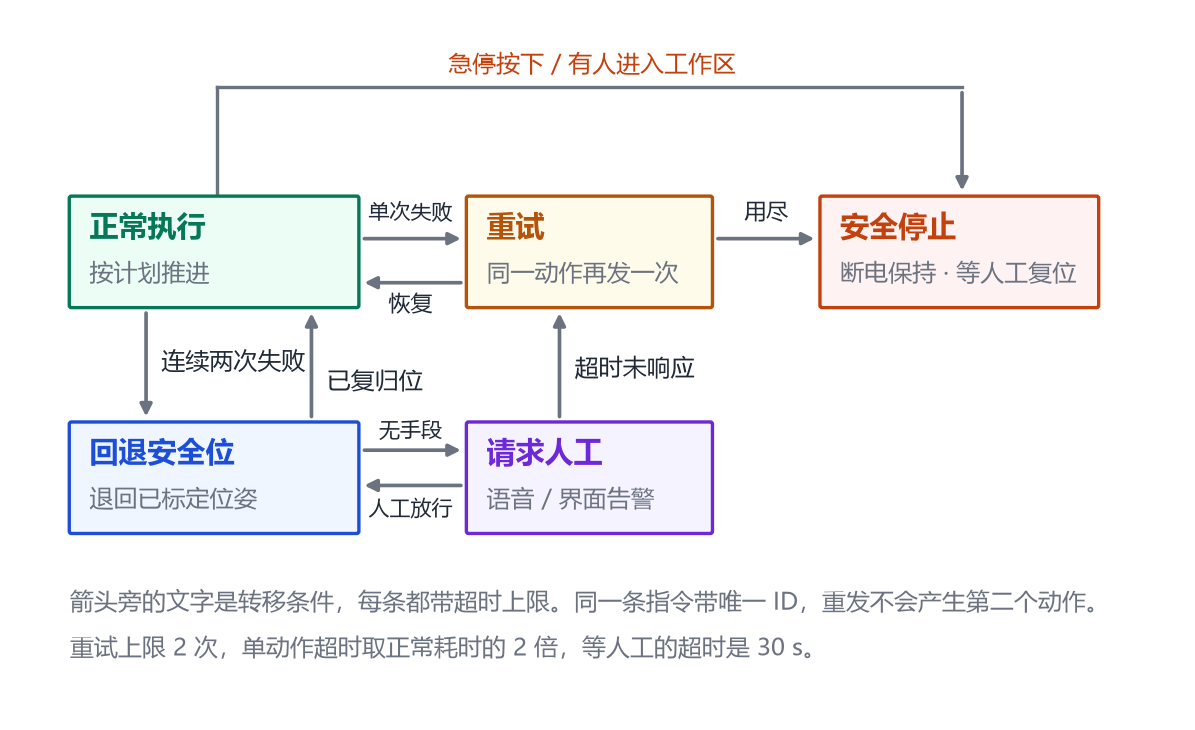 急停按下 / 有人进入工作区
正常执行
按计划推进
单次失败
恢复
重试
同一动作再发一次
用尽
安全停止
断电保持 · 等人工复位
连续两次失败
已复归位
超时未响应
回退安全位
退回已标定位姿
无手段
人工放行
请求人工
语音 / 界面告警
箭头旁的文字是转移条件，每条都带超时上限。同一条指令带唯一 ID，重发不会产生第二个动作。
重试上限 2 次，单动作超时取正常耗时的 2 倍，等人工的超时是 30 s。